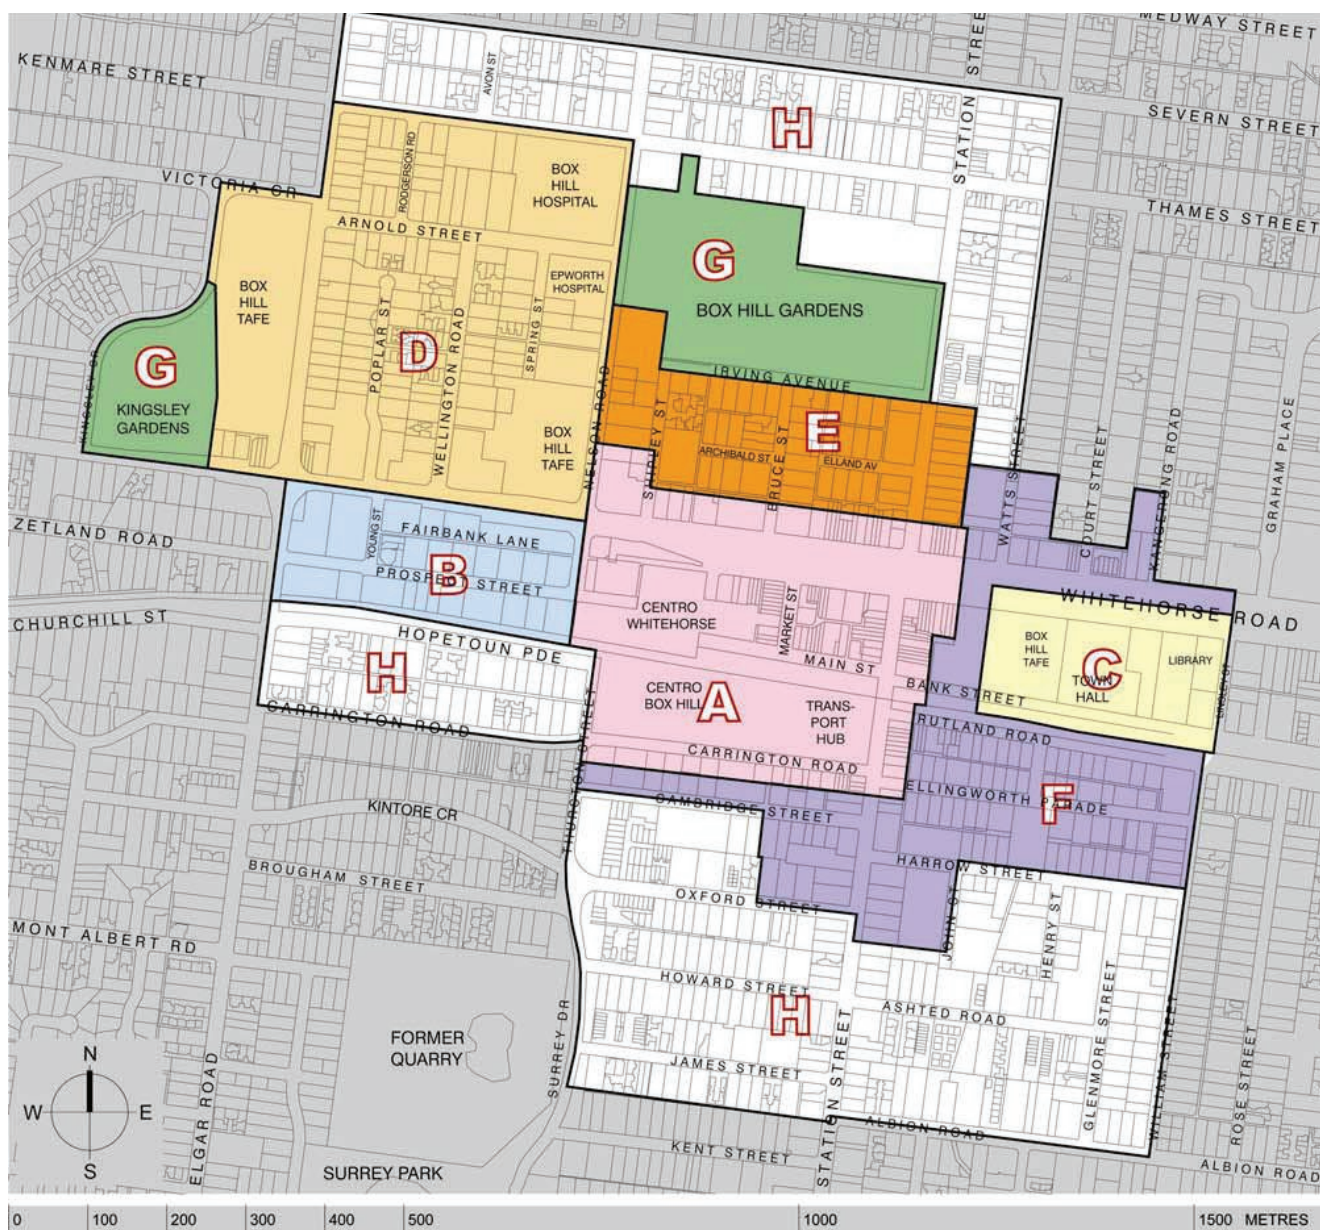 MEDWAY STREET
KENMARE STREET
AVON ST
STATION STREET
H
SEVERN STREET
RODGERSON RD
BOX
HILL
HOSPITAL
VICTORIA CR
THAMES STREET
ARNOLD STREET
G
BOX HILL GARDENS
EPWORTH
HOSPITAL
BOX
HILL
TAFE
POPLAR ST
D
WELLINGTON ROAD
SPRING ST
G
KINGSLEY
GARDENS
KINGSLEY CR
IRVING AVENUE
NELSON ROAD
SHIPLEY ST
E
ARCHIBALD ST
BRUCE ST
ELLAND AV
BOX
HILL
TAFE
WATTS STREET
COURT STREET
KANGERONG ROAD
GRAHAM PLACE
ZETLAND ROAD
YOUNG ST
FAIRBANK LANE
B
PROSPECT STREET
CENTRO
WHITEHORSE
MARKET ST
WHITEHORSE ROAD
CHURCHILL ST
HOPETOUN PDE
MAIN ST
BOX
HILL
TAFE
C
TOWN
HALL
LIBRARY
LINSLEY ST
H
CARRINGTON ROAD
CENTRO
BOX HILL
A
TRANS-
PORT
HUB
BANK STREET
RUTLAND ROAD
CARRINGTON ROAD
THURSTON STREET
KINTORE CR
CAMBRIDGE STREET
ELLINGWORTH PARADE
F
BROUGHAM STREET
HARROW STREET
OXFORD STREET
JOHN ST
HENRY ST
MONT ALBERT RD
HOWARD STREET
H
ASHTED ROAD
FORMER
QUARRY
SURREY DR
JAMES STREET
STATION STREET
GLENMORE STREET
WILLIAM STREET
ROSE STREET
N
W
E
S
ELGAR ROAD
ALBION ROAD
KENT STREET
SURREY PARK
ALBION ROAD
0 100 200 300 400 500 1000 1500 METRES